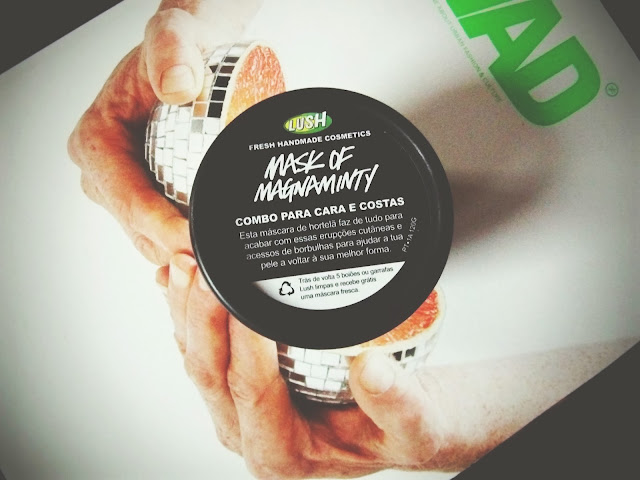 MAD
®
LUSH
FRESH HANDMADE COSMETICS
MASK OF
MAGNAMINTY
COMBO PARA CARA E COSTAS
Esta máscara de hortelã faz de tudo para
acabar com essas erupções cutâneas e
acessos de borbulhas para ajudar a tua
pele a voltar à sua melhor forma.
Tras de volta 5 boiões ou garrafas
Lush limpas e recebe grátis
uma máscara fresca.